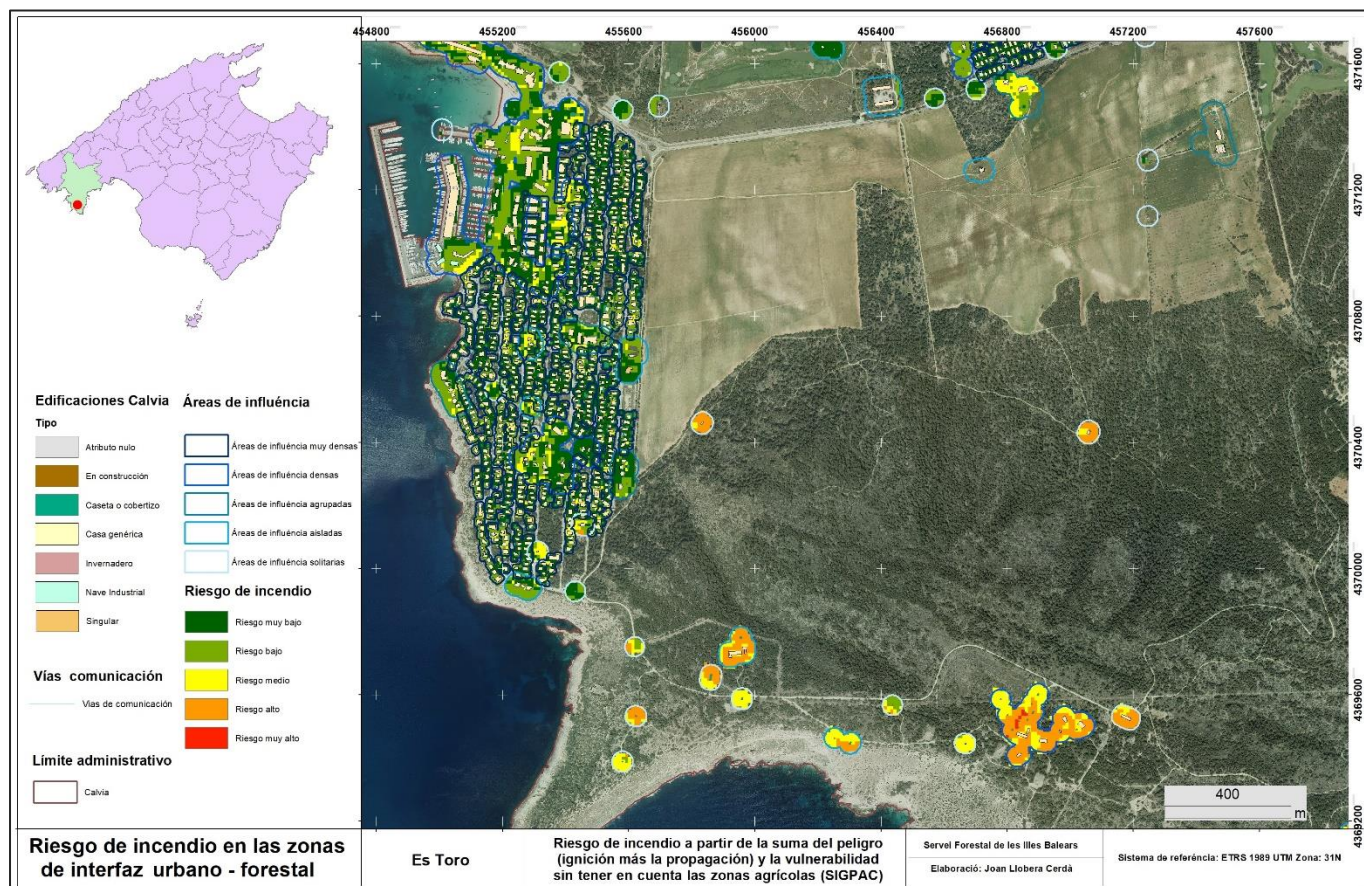 454800
455200
455600
456000
456400
456800
457200
457600
4371600
4371200
4370800
4370400
4370000
4369600
4369200
Edificaciones Calvia
Tipo
Atributo nulo
En construcción
Caseta o cobertizo
Casa genérica
Invernadero
Nave Industrial
Singular
Vías comunicación
Vias de comunicación
Límite administrativo
Calvia
Áreas de influéncia
Áreas de influéncia muy densas
Áreas de influéncia densas
Áreas de influéncia agrupadas
Áreas de influéncia aisladas
Áreas de influéncia solitarias
Riesgo de incendio
Riesgo muy bajo
Riesgo bajo
Riesgo medio
Riesgo alto
Riesgo muy alto
400
m
Riesgo de incendio en las zonas
de interfaz urbano - forestal
Es Toro
Riesgo de incendio a partir de la suma del peligro
(ignición más la propagación) y la vulnerabilidad
sin tener en cuenta las zonas agrícolas (SIGPAC)
Servei Forestal de les Illes Balears
Elaboració: Joan Llobera Cerdà
Sistema de referéncia: ETRS 1989 UTM Zona: 31N